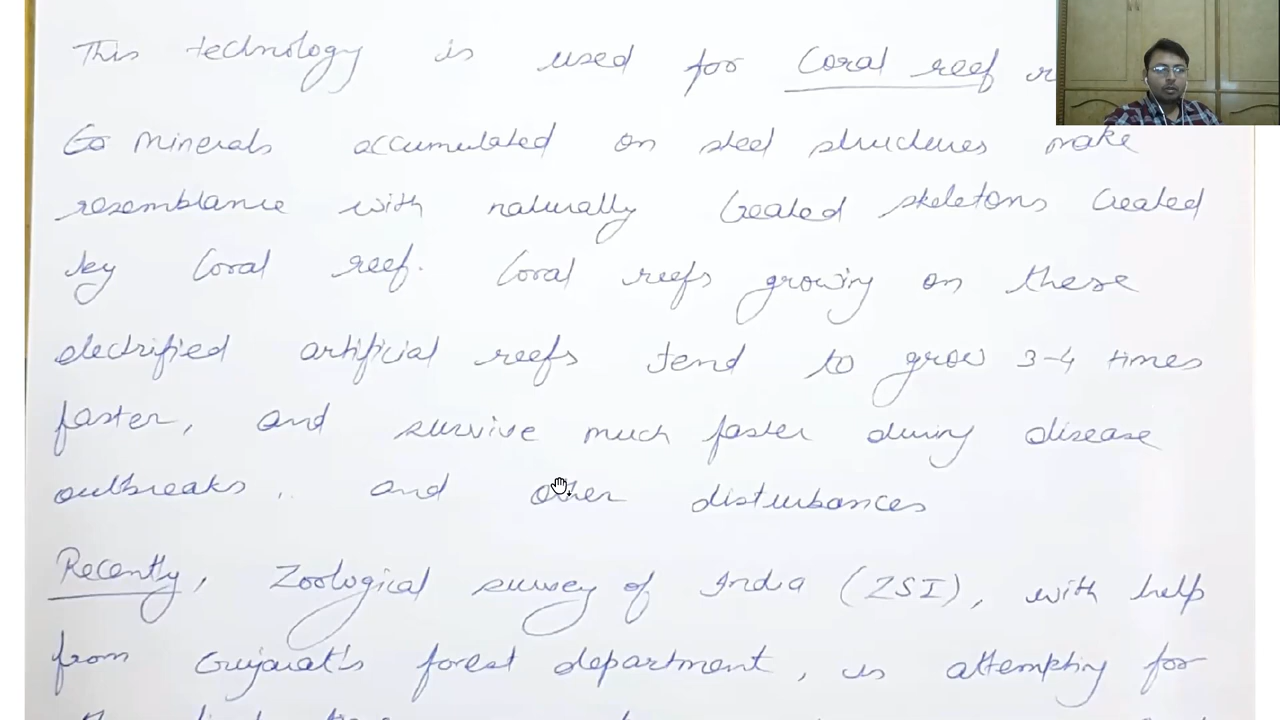 This technology is used for Coral reef
Minerals accumulated on steel structures make
resemblance with naturally created skeletons created
by Coral reef. Coral reefs growing on these
electrified artificial reefs tend to grow 3-4 times
faster, and survive much faster during disease
outbreaks, and other disturbances
Recently, Zoological survey of India (ZSI), with help
from Gujarat's forest department, is attempting for